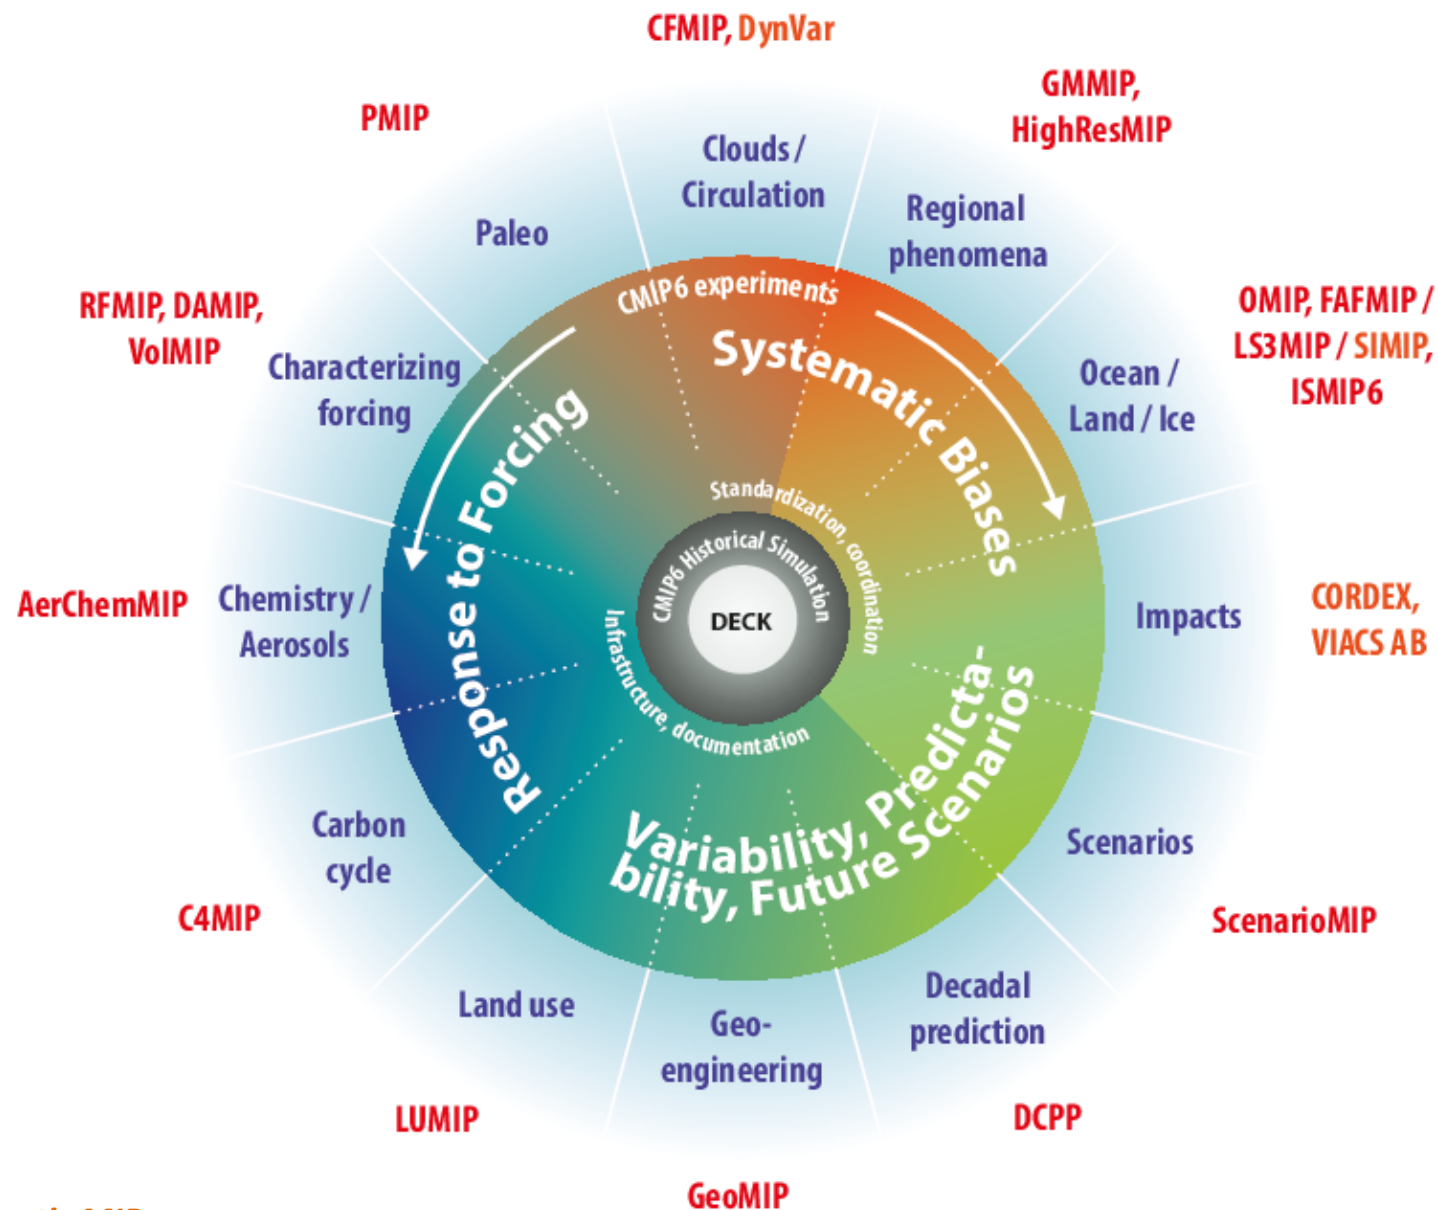 CFMIP, DynVar
GMMIP,
HighResMIP
PMIP
Clouds /
Circulation
Regional
phenomena
Paleo
OMIP, FAFMIP /
LS3MIP / SIMIP,
ISMIP6
RFMIP, DAMIP,
VolMIP
Characterizing
forcing
Ocean /
Land / Ice
CMIP6 experiments
Systematic Biases
Response to Forcing
Standardization, coordination
CMIP6 Historical Simulation
DECK
Infrastructure, documentation
AerChemMIP
Chemistry /
Aerosols
Impacts
CORDEX,
VIACS AB
Variability, Predicta-
bility, Future Scenarios
Carbon
cycle
Scenarios
C4MIP
ScenarioMIP
Land use
Geo-
engineering
Decadal
prediction
LUMIP
DCPP
GeoMIP